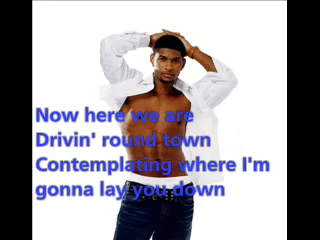 Now here we are
Drivin' round town
Contemplating where I'm
gonna lay you down